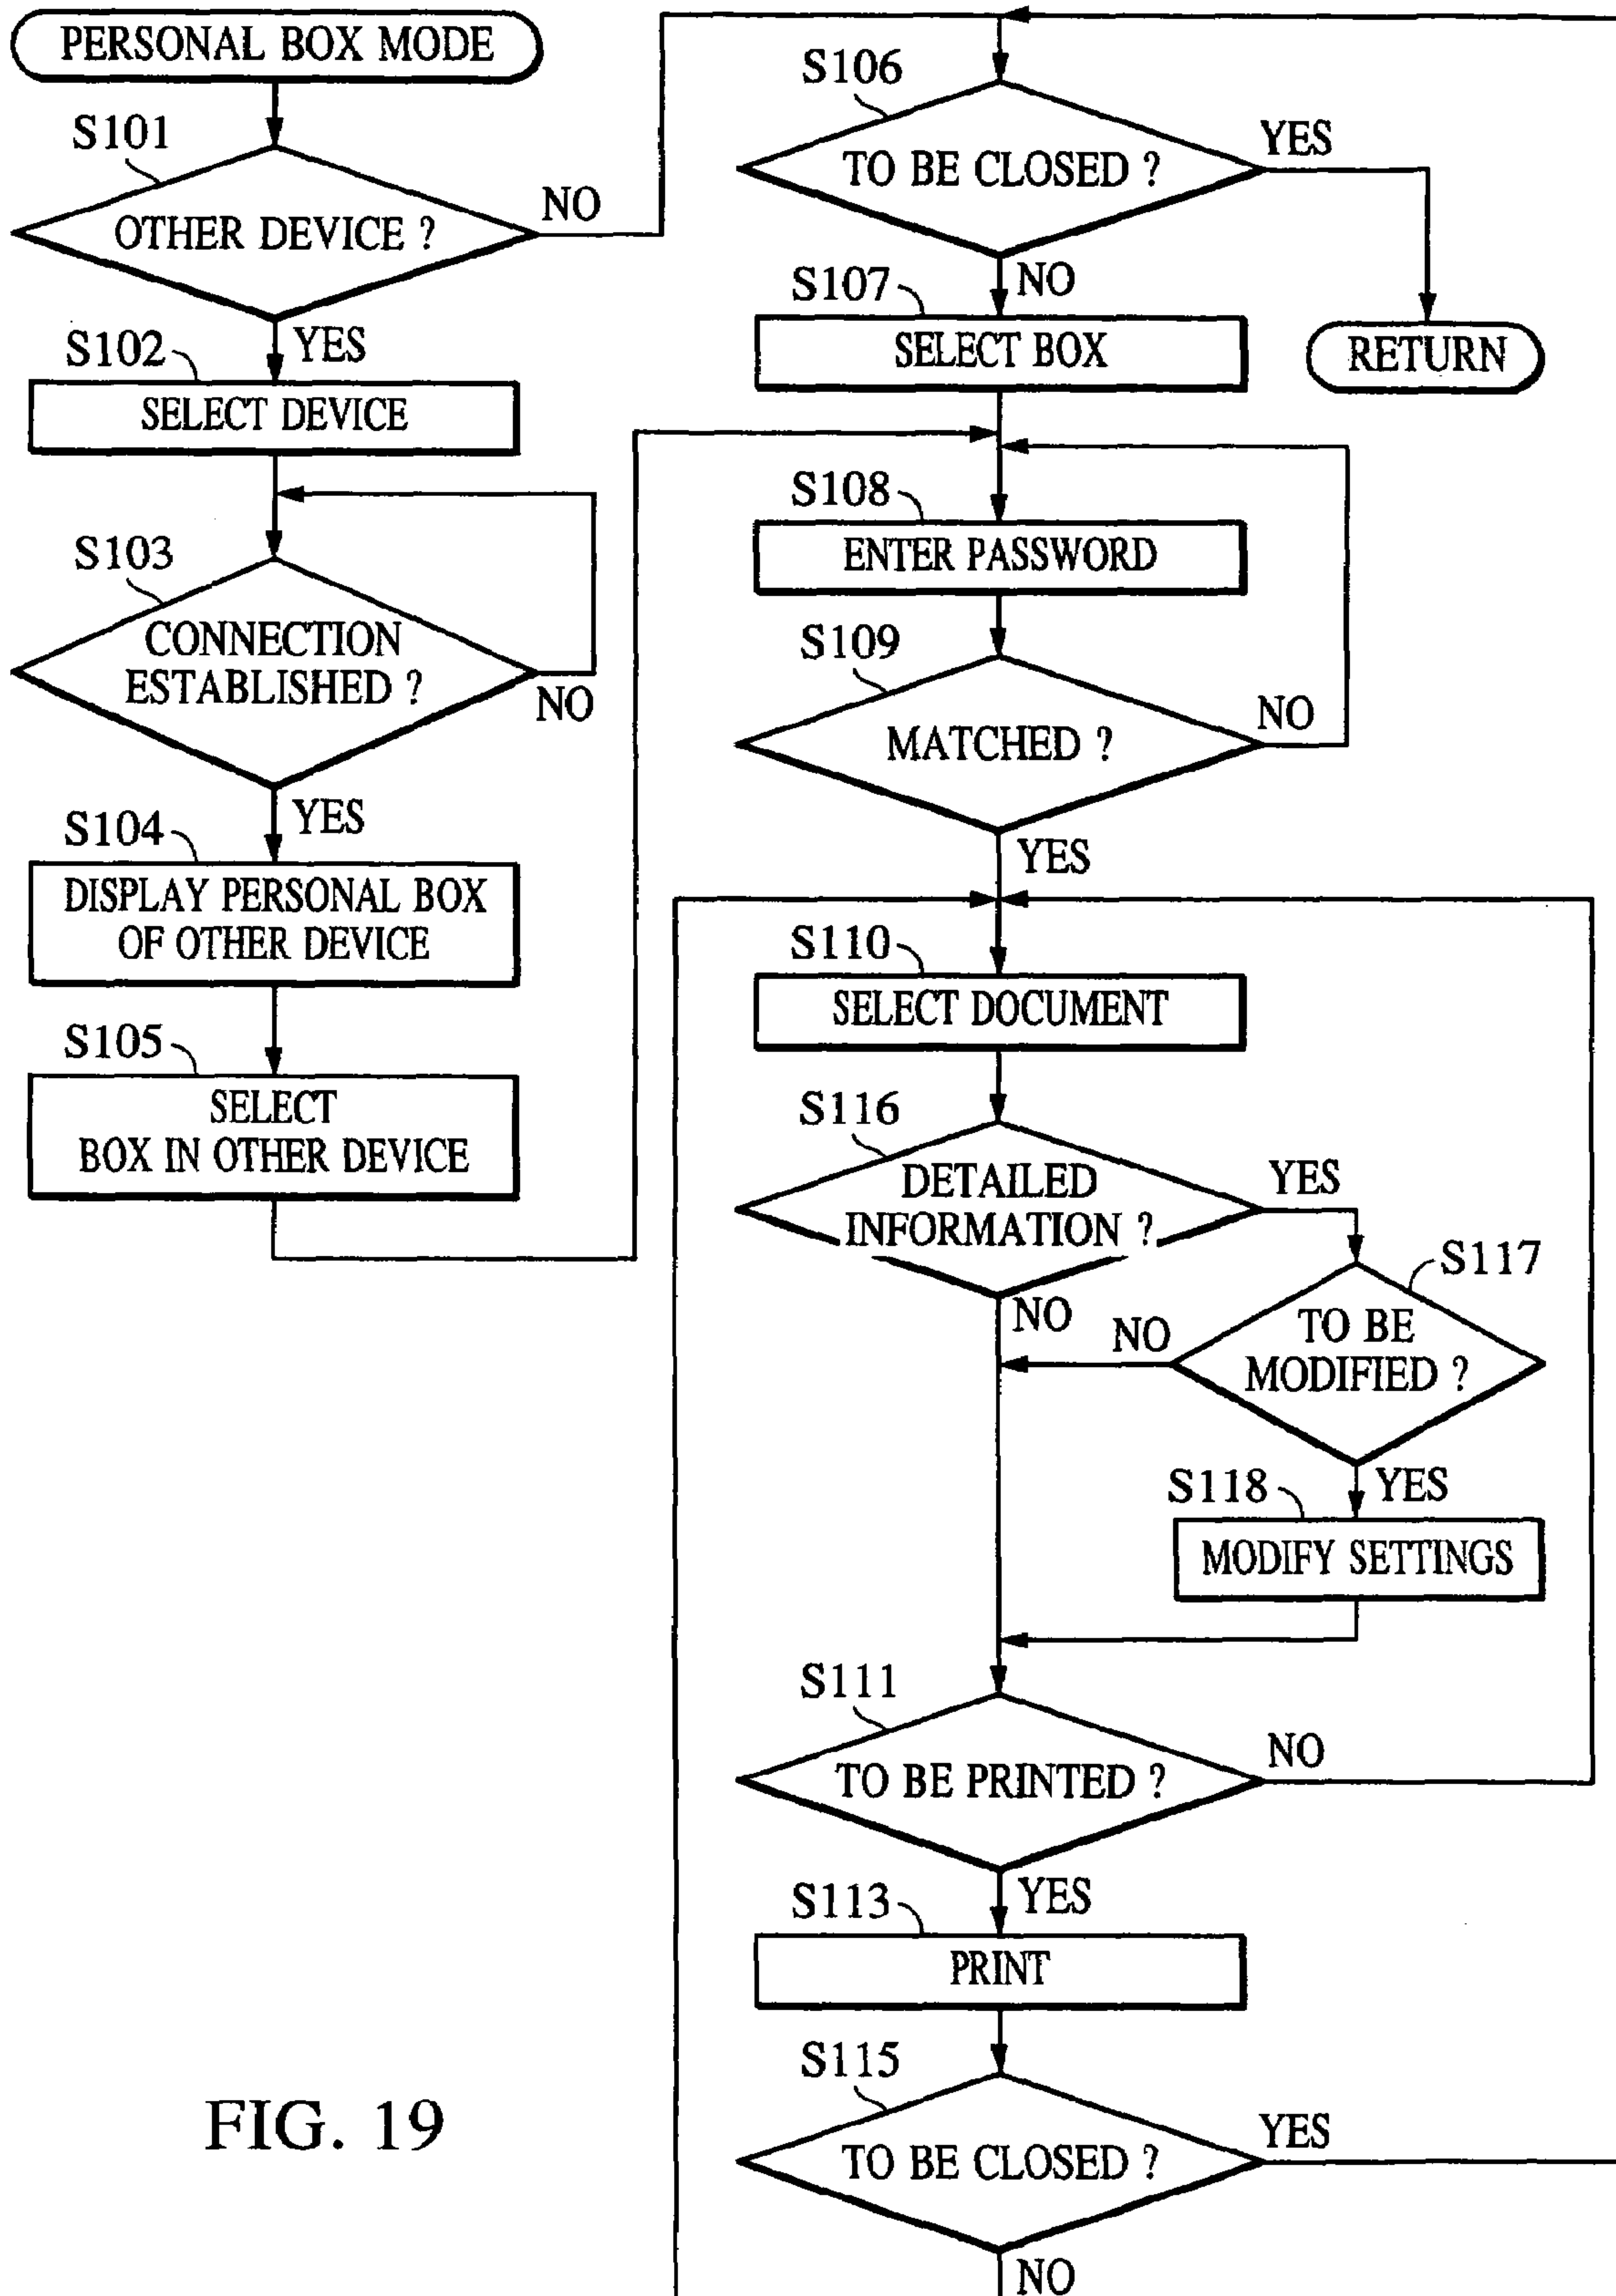 PERSONAL BOX MODE
S101
OTHER DEVICE ?
NO
YES
S102
SELECT DEVICE
S103
CONNECTION
ESTABLISHED ?
NO
YES
S104
DISPLAY PERSONAL BOX
OF OTHER DEVICE
S105
SELECT
BOX IN OTHER DEVICE
S106
TO BE CLOSED ?
YES
RETURN
NO
S107
SELECT BOX
S108
ENTER PASSWORD
S109
MATCHED ?
NO
YES
S110
SELECT DOCUMENT
S116
DETAILED
INFORMATION ?
YES
NO
S117
TO BE
MODIFIED ?
NO
YES
S118
MODIFY SETTINGS
S111
TO BE PRINTED ?
NO
YES
S113
PRINT
S115
TO BE CLOSED ?
YES
NO
FIG. 19